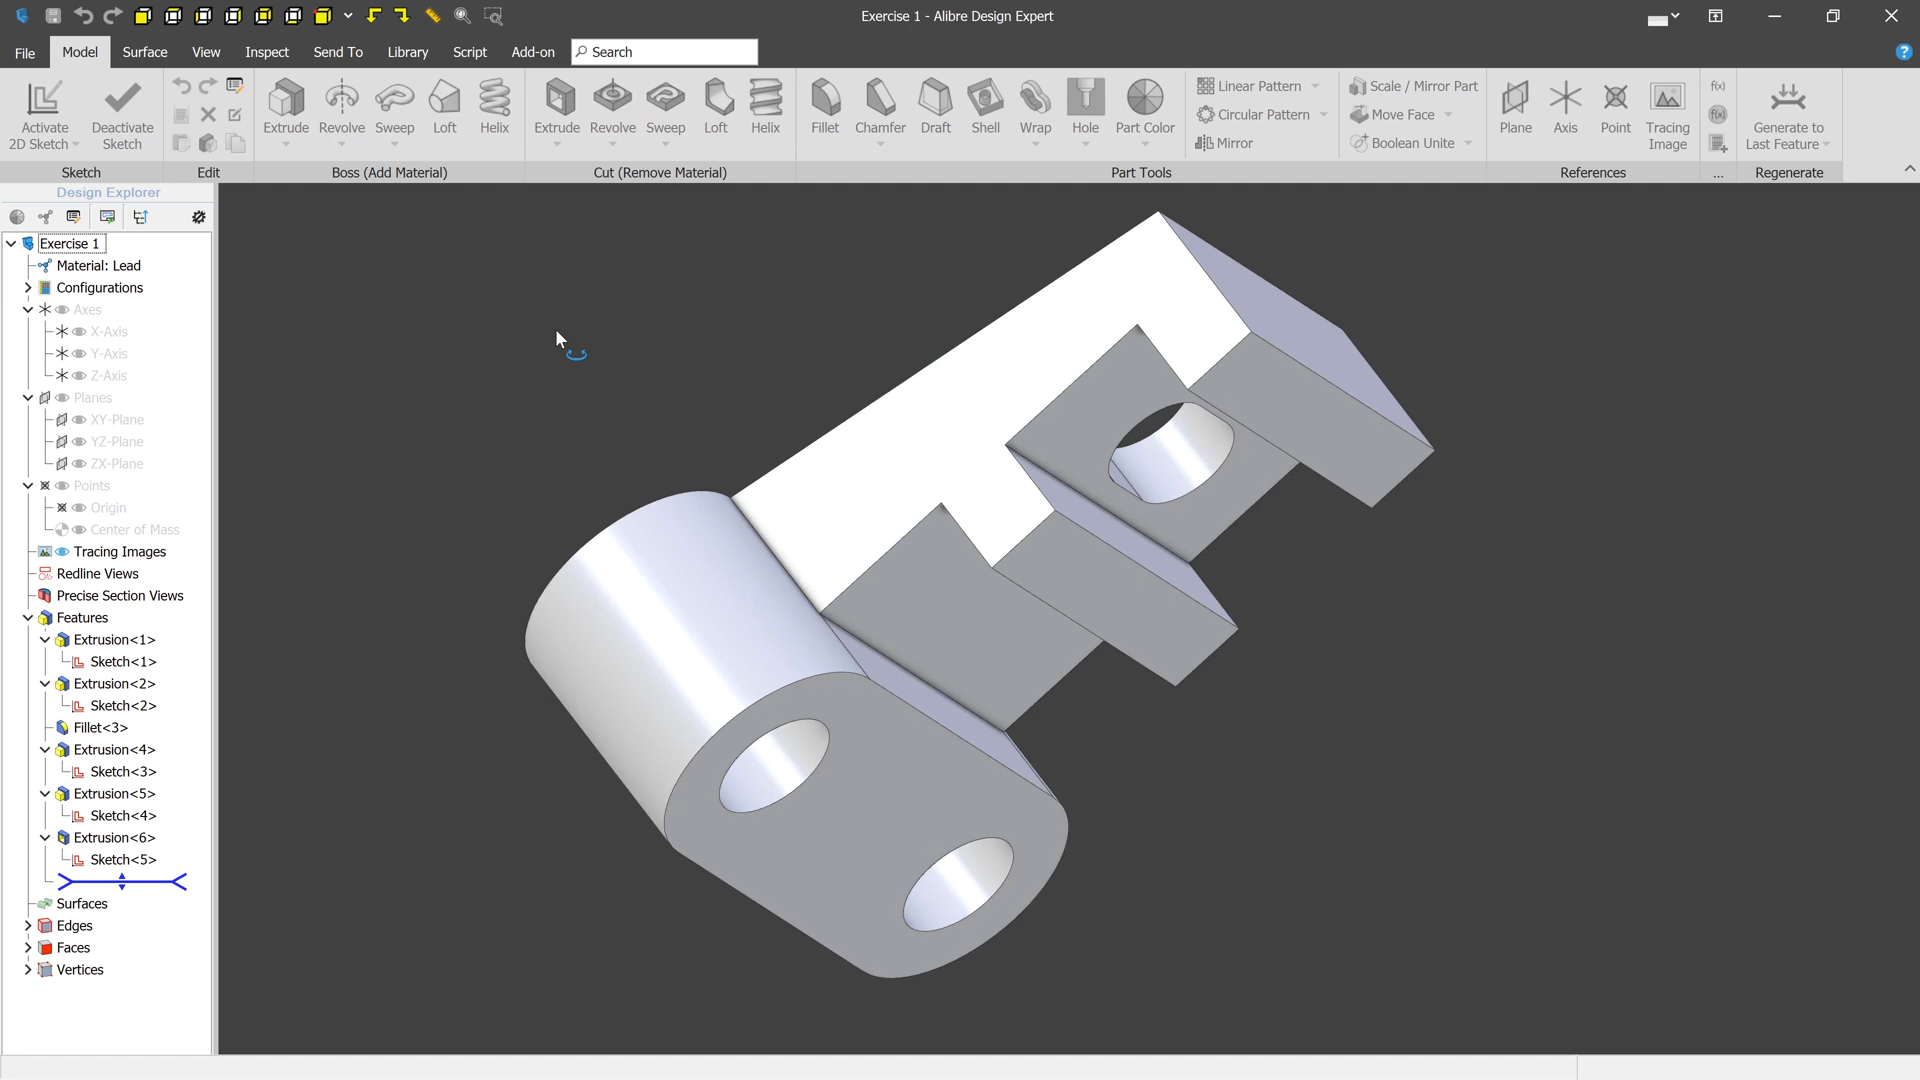 Exercise 1 - Alibre Design Expert
File Model Surface View Inspect Send To Library Script Add-on Search
Activate
2D Sketch
Deactivate
Sketch
Extrude Revolve Sweep Loft Helix
Extrude Revolve Sweep Loft Helix
Fillet Chamfer Draft Shell Wrap Hole Part Color
Linear Pattern
Circular Pattern
Mirror
Scale / Mirror Part
Move Face
Boolean Unite
Plane Axis Point
Tracing
Image
f(x)
f(x)
Generate to
Last Feature
Sketch Edit Boss (Add Material) Cut (Remove Material) Part Tools References ... Regenerate
Design Explorer
Exercise 1
Material: Lead
Configurations
Axes
X-Axis
Y-Axis
Z-Axis
Planes
XY-Plane
YZ-Plane
ZX-Plane
Points
Origin
Center of Mass
Tracing Images
Redline Views
Precise Section Views
Features
Extrusion<1>
Sketch<1>
Extrusion<2>
Sketch<2>
Fillet<3>
Extrusion<4>
Sketch<3>
Extrusion<5>
Sketch<4>
Extrusion<6>
Sketch<5>
Surfaces
Edges
Faces
Vertices